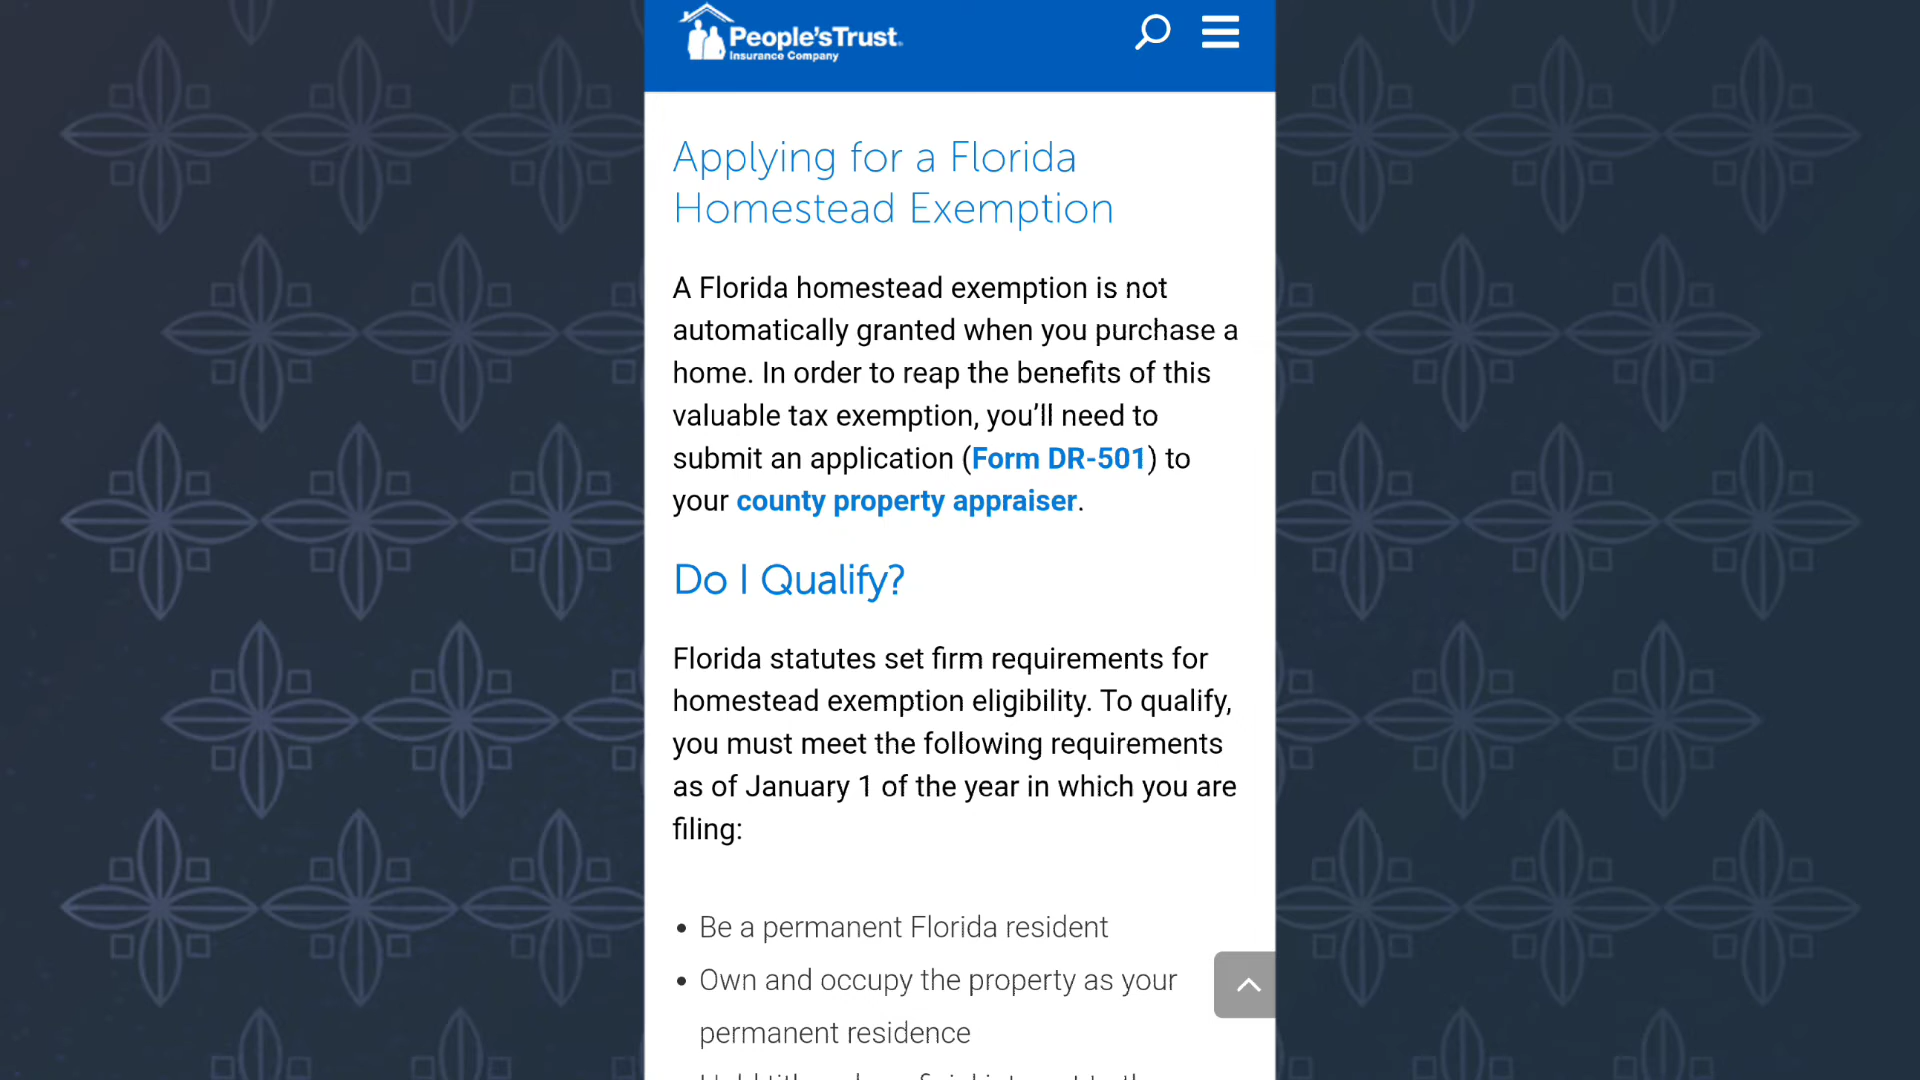 People's Trust
Insurance Company
Applying for a Florida
Homestead Exemption
A Florida homestead exemption is not
automatically granted when you purchase a
home. In order to reap the benefits of this
valuable tax exemption, you’ll need to
submit an application (Form DR-501) to
your county property appraiser.
Do I Qualify?
Florida statutes set firm requirements for
homestead exemption eligibility. To qualify,
you must meet the following requirements
as of January 1 of the year in which you are
filing:
• Be a permanent Florida resident
• Own and occupy the property as your
permanent residence